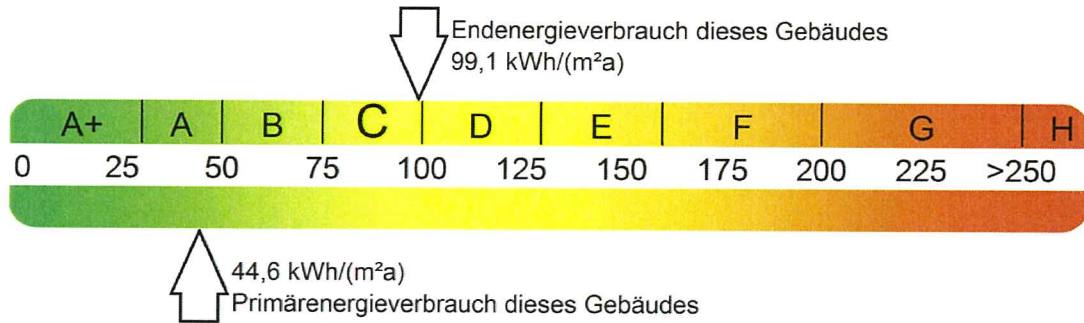 Endenergieverbrauch dieses Gebäudes
99,1 kWh/(m²a)
A+ A B C D E F G H
0 25 50 75 100 125 150 175 200 225 >250
44,6 kWh/(m²a)
Primärenergieverbrauch dieses Gebäudes